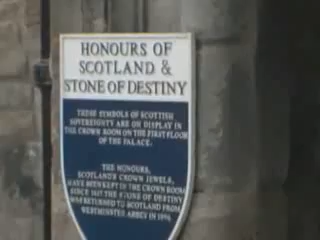 HONOURS OF
SCOTLAND &
STONE OF DESTINY
THESE SYMBOLS OF SCOTTISH
SOVEREIGNTY ARE ON DISPLAY IN
THE CROWN ROOM ON THE FIRST FLOOR
OF THE PALACE.
THE HONOURS,
SCOTLAND'S CROWN JEWELS,
HAVE BEEN KEPT IN THE CROWN ROOM
SINCE THE STONE OF DESTINY
WAS RETURNED TO SCOTLAND FROM
WESTMINSTER ABBEY IN 1996.